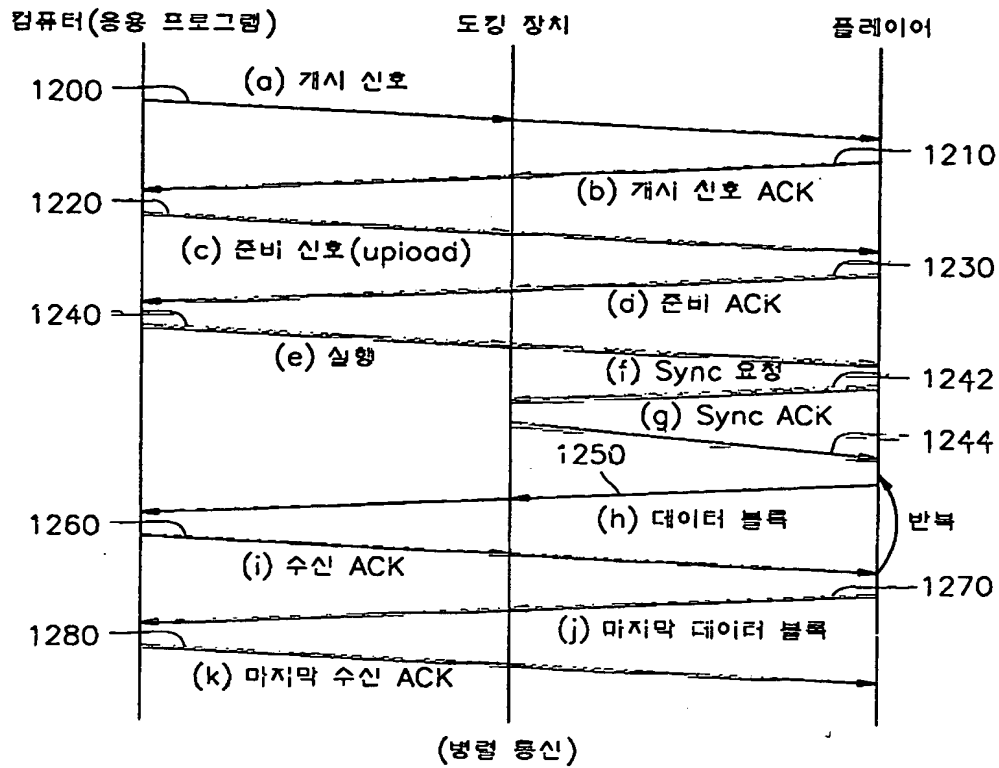 컴퓨터(응용 프로그램)
도킹 장치
플레이어
1200
(a) 개시 신호
1210
(b) 개시 신호 ACK
1220
(c) 준비 신호(upioad)
1230
(d) 준비 ACK
1240
(e) 실행
(f) Sync 요청
1242
(g) Sync ACK
1244
1250
(h) 데이터 블록
반복
1260
(i) 수신 ACK
1270
(j) 마지막 데이터 블록
1280
(k) 마지막 수신 ACK
(병렬 통신)